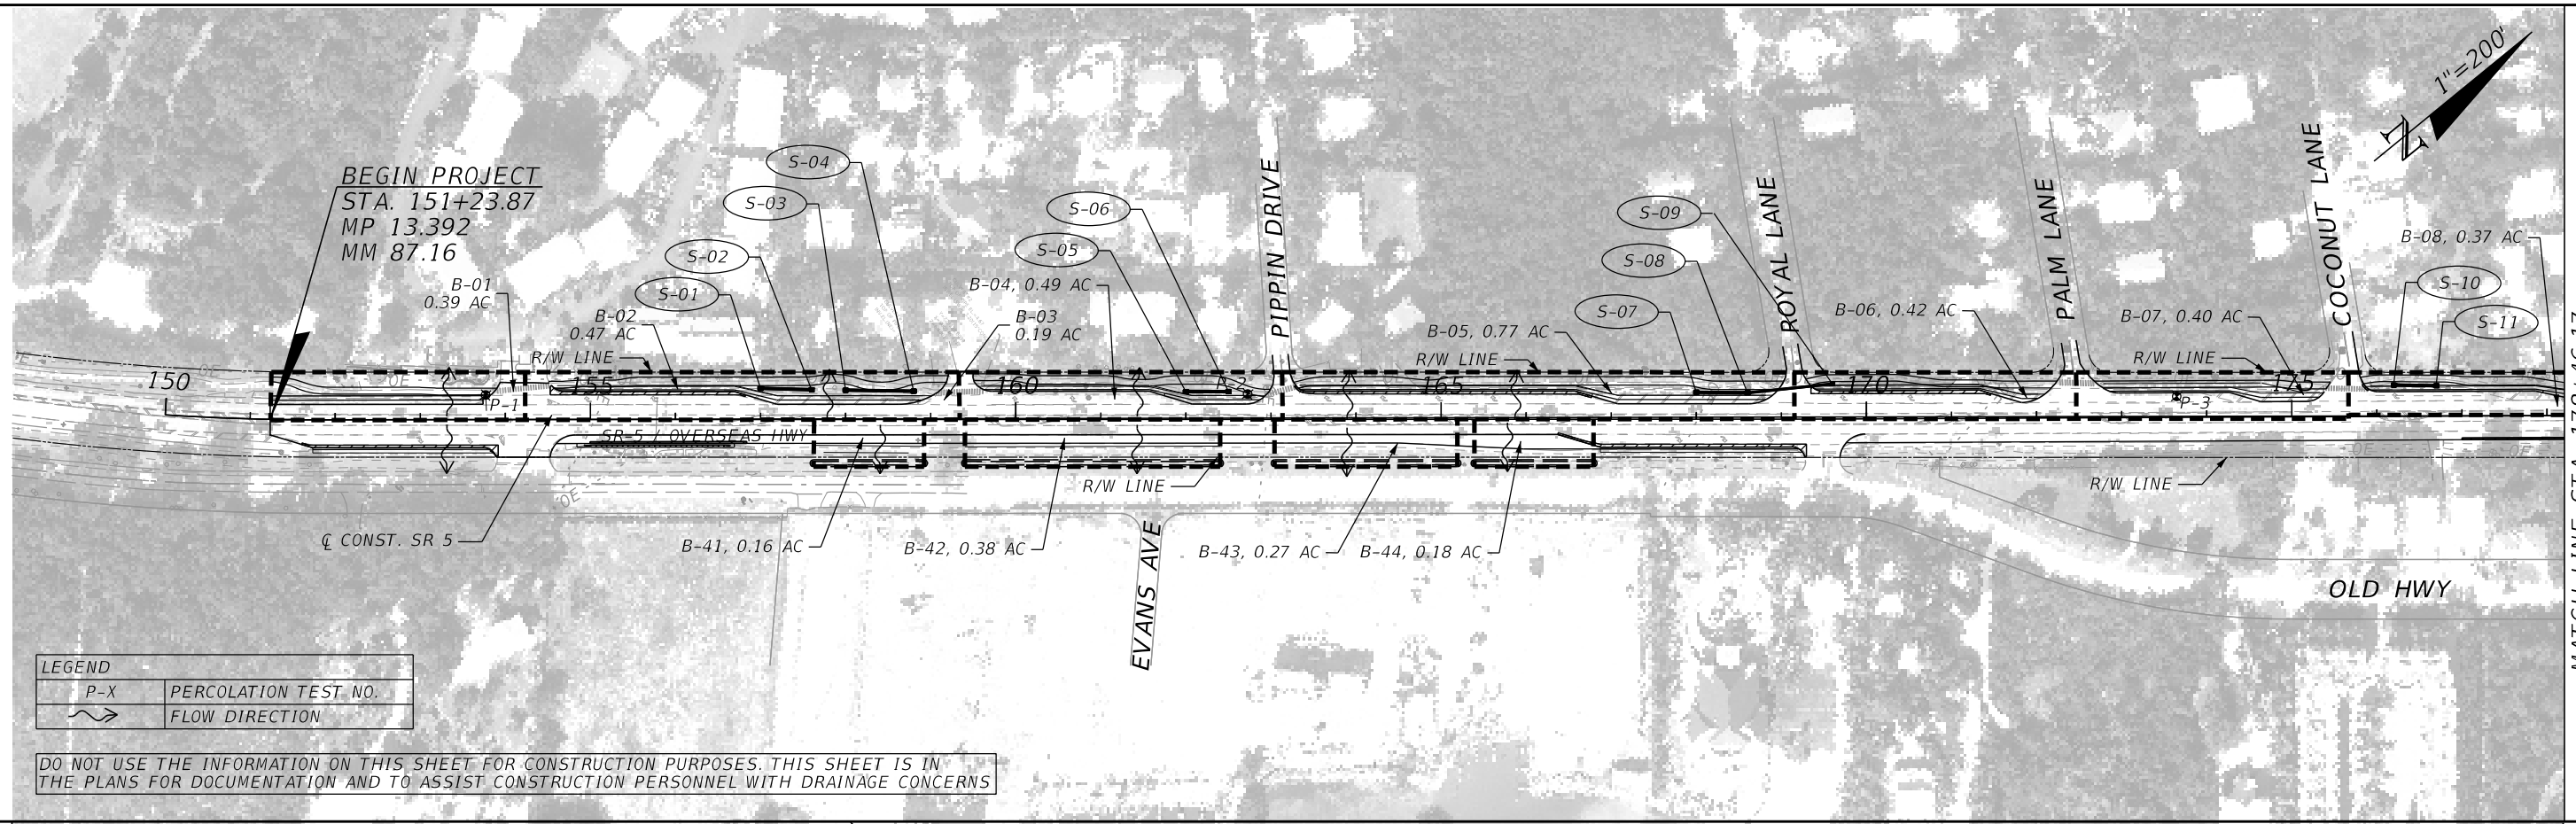 1"=200'
N
BEGIN PROJECT
STA. 151+23.87
MP 13.392
MM 87.16
B-01
0.39 AC
S-04
S-03
S-02
S-01
B-02
0.47 AC
R/W LINE
S-06
S-05
B-04, 0.49 AC
B-03
0.19 AC
PIPPIN DRIVE
S-09
S-08
S-07
B-05, 0.77 AC
R/W LINE
ROYAL LANE
B-06, 0.42 AC
PALM LANE
B-07, 0.40 AC
R/W LINE
COCONUT LANE
B-08, 0.37 AC
S-10
S-11
150
155
160
165
170
175
OE
OE
P-1
P-2
P-3
SR-5 / OVERSEAS HWY
OE
OE
OE
R/W LINE
R/W LINE
℄ CONST. SR 5
B-41, 0.16 AC
B-42, 0.38 AC
EVANS AVE
B-43, 0.27 AC
B-44, 0.18 AC
OLD HWY
LEGEND
P-X PERCOLATION TEST NO.
FLOW DIRECTION
DO NOT USE THE INFORMATION ON THIS SHEET FOR CONSTRUCTION PURPOSES. THIS SHEET IS IN
THE PLANS FOR DOCUMENTATION AND TO ASSIST CONSTRUCTION PERSONNEL WITH DRAINAGE CONCERNS